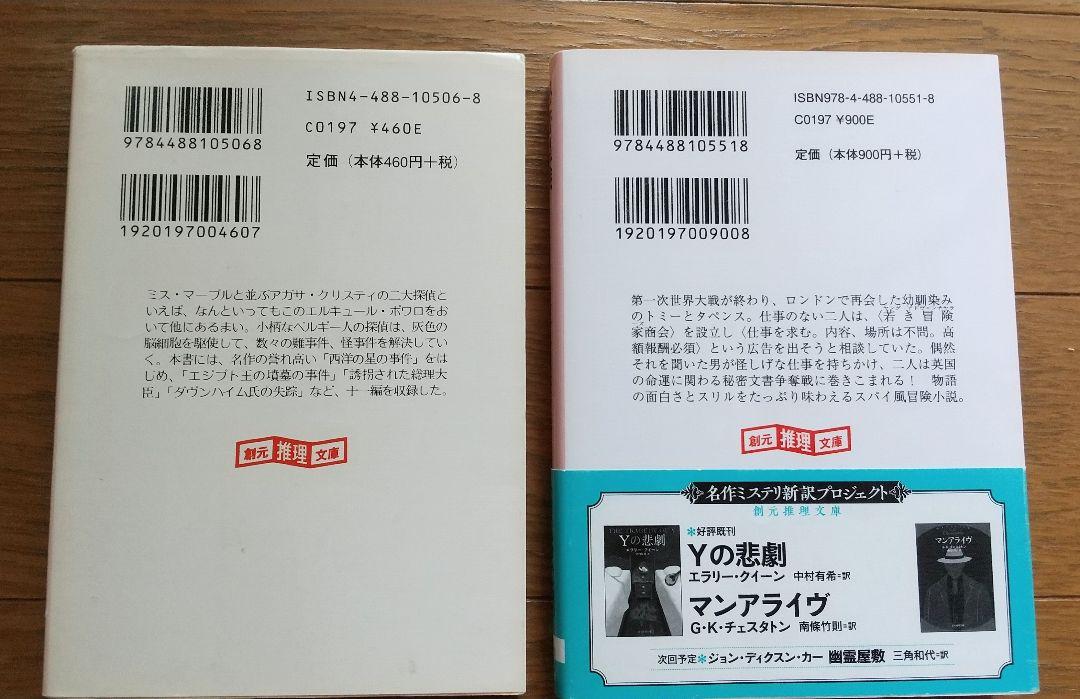 ISBN4-488-10506-8
C0197 ¥460E
9784488105068
定価（本体460円＋税）
1920197004607
ミス・マープルと並ぶアガサ・クリスティの二大探偵と
いえば、なんといってもこのエルキュール・ポワロをお
いて他にあるまい。小柄なベルギー人の探偵は、灰色の
脳細胞を駆使して、数々の難事件、怪事件を解決してい
く。本書には、名作の誉れ高い「西洋の星の事件」をは
じめ、「エジプト王の墳墓の事件」「誘拐された総理大
臣」「ダヴンハイム氏の失踪」など、十一編を収録した。
創元 推理 文庫
ISBN978-4-488-10551-8
C0197 ¥900E
9784488105518
定価（本体900円＋税）
1920197009008
第一次世界大戦が終わり、ロンドンで再会した幼馴染み
のトミーとタペンス。仕事のない二人は、〈若き冒険
家商会〉を設立し〈仕事を求む。内容、場所は不問。高
額報酬必須〉という広告を出そうと相談していた。偶然
それを聞いた男が怪しげな仕事を持ちかけ、二人は英国
の命運に関わる秘密文書争奪戦に巻きこまれる！ 物語
の面白さとスリルをたっぷり味わえるスパイ風冒険小説。
創元 推理 文庫
名作ミステリ新訳プロジェクト
創元推理文庫
Yの悲劇
エラリー・クイーン
マンアライヴ
＊好評既刊
Yの悲劇
エラリー・クイーン 中村有希＝訳
マンアライヴ
G・K・チェスタトン 南條竹則＝訳
次回予定＊ジョン・ディクスン・カー 幽霊屋敷 三角和代＝訳